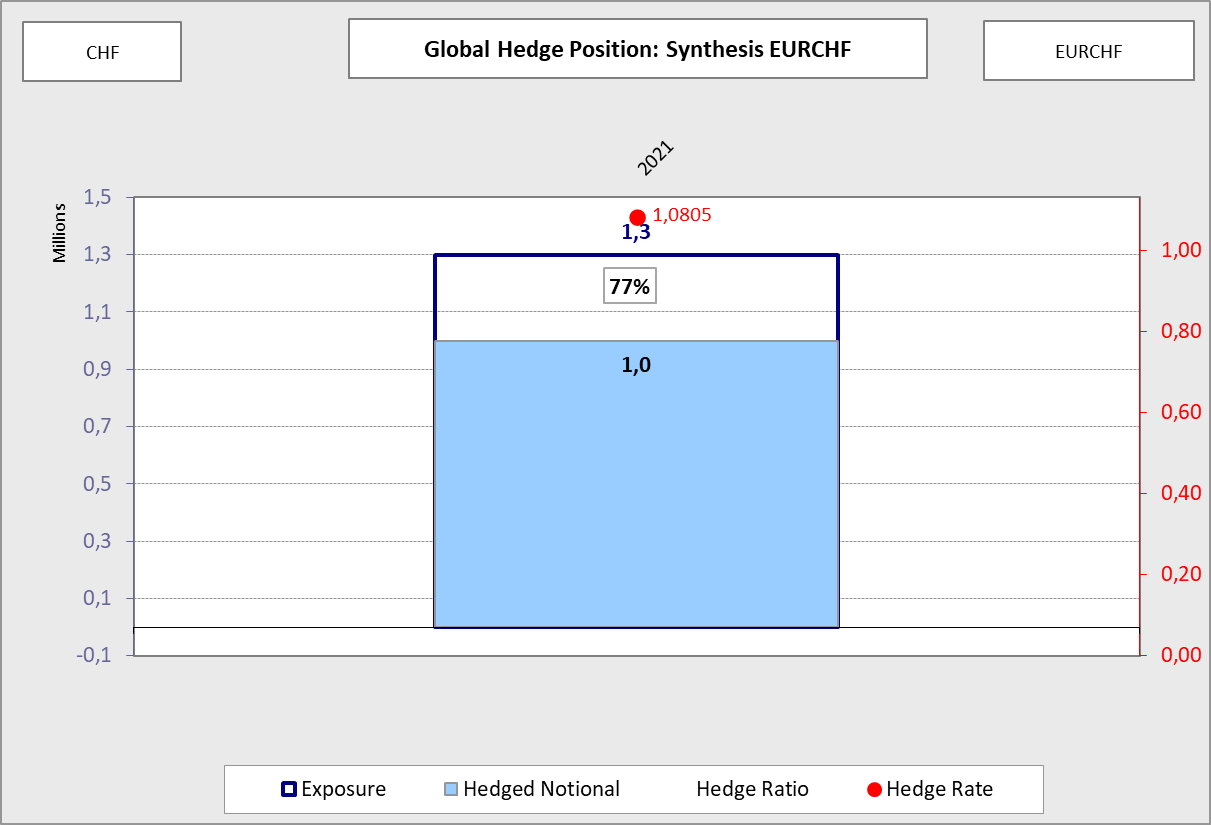 CHF
Global Hedge Position: Synthesis EURCHF
EURCHF
2021
Millions
1,5
1,3
1,1
0,9
0,7
0,5
0,3
0,1
-0,1
1,0805
1,3
77%
1,0
1,00
0,80
0,60
0,40
0,20
0,00
Exposure
Hedged Notional
Hedge Ratio
Hedge Rate